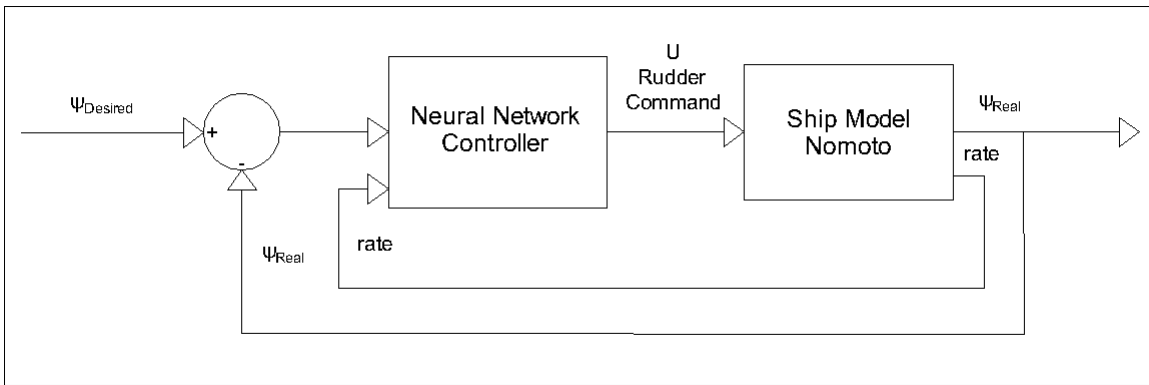 ΨDesired
+
-
Neural Network
Controller
U
Rudder
Command
Ship Model
Nomoto
ΨReal
rate
rate
ΨReal